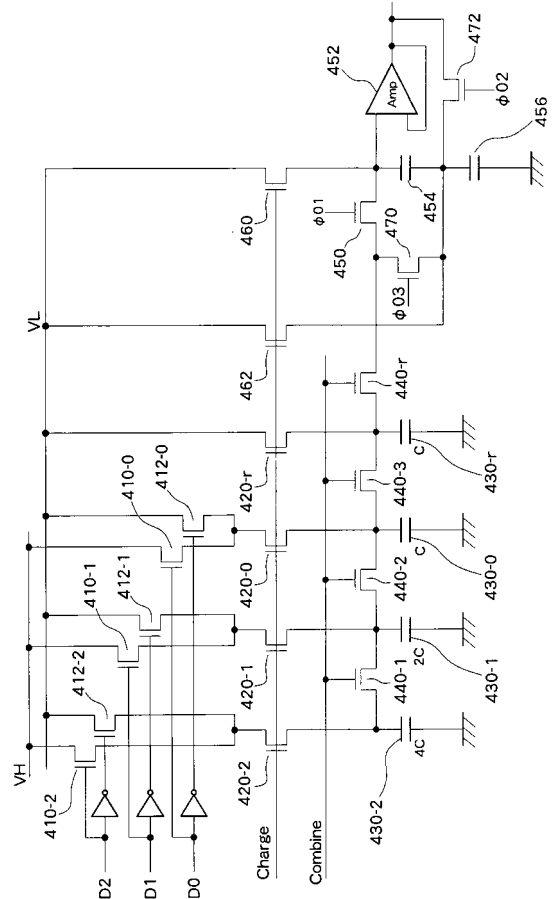 VH
VL
D2
D1
D0
410-2
412-2
410-1
412-1
410-0
412-0
420-2
420-1
420-0
420-r
462
460
Charge
Combine
430-2
4C
440-1
2C
430-1
440-2
C
430-0
440-3
C
430-r
440-r
φ03
470
450
φ01
454
456
452
Amp
472
φ02